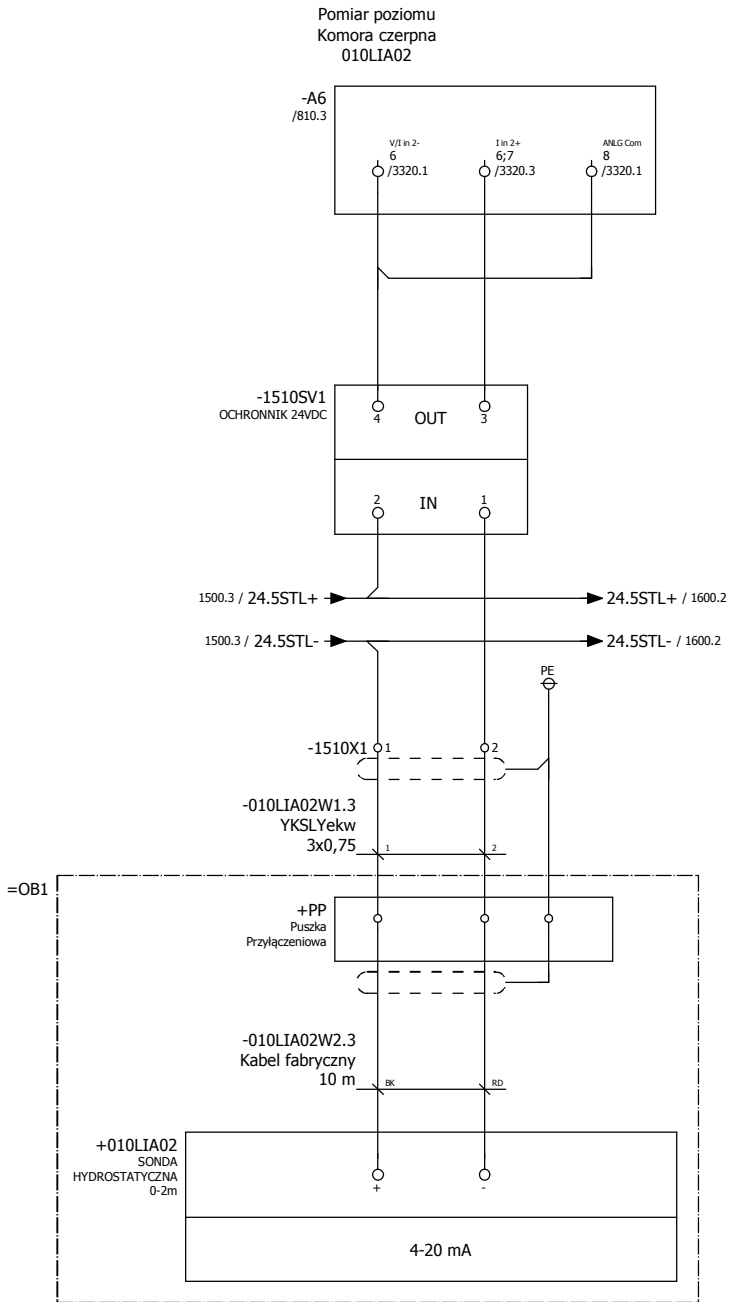 Pomiar poziomu
Komora czerpna
010LIA02
-A6
/810.3
V/I in 2-
6
/3320.1
I in 2+
6;7
/3320.3
ANLG Com
8
/3320.1
-1510SV1
OCHRONNIK 24VDC
4
OUT
3
2
IN
1
1500.3 / 24.5STL+
24.5STL+ / 1600.2
1500.3 / 24.5STL-
24.5STL- / 1600.2
PE
-1510X1
1
2
-010LIA02W1.3
YKSLYekw
3x0,75
1
2
=OB1
+PP
Puszka
Przyłączeniowa
-010LIA02W2.3
Kabel fabryczny
10 m
BK
RD
+010LIA02
SONDA
HYDROSTATYCZNA
0-2m
+
-
4-20 mA